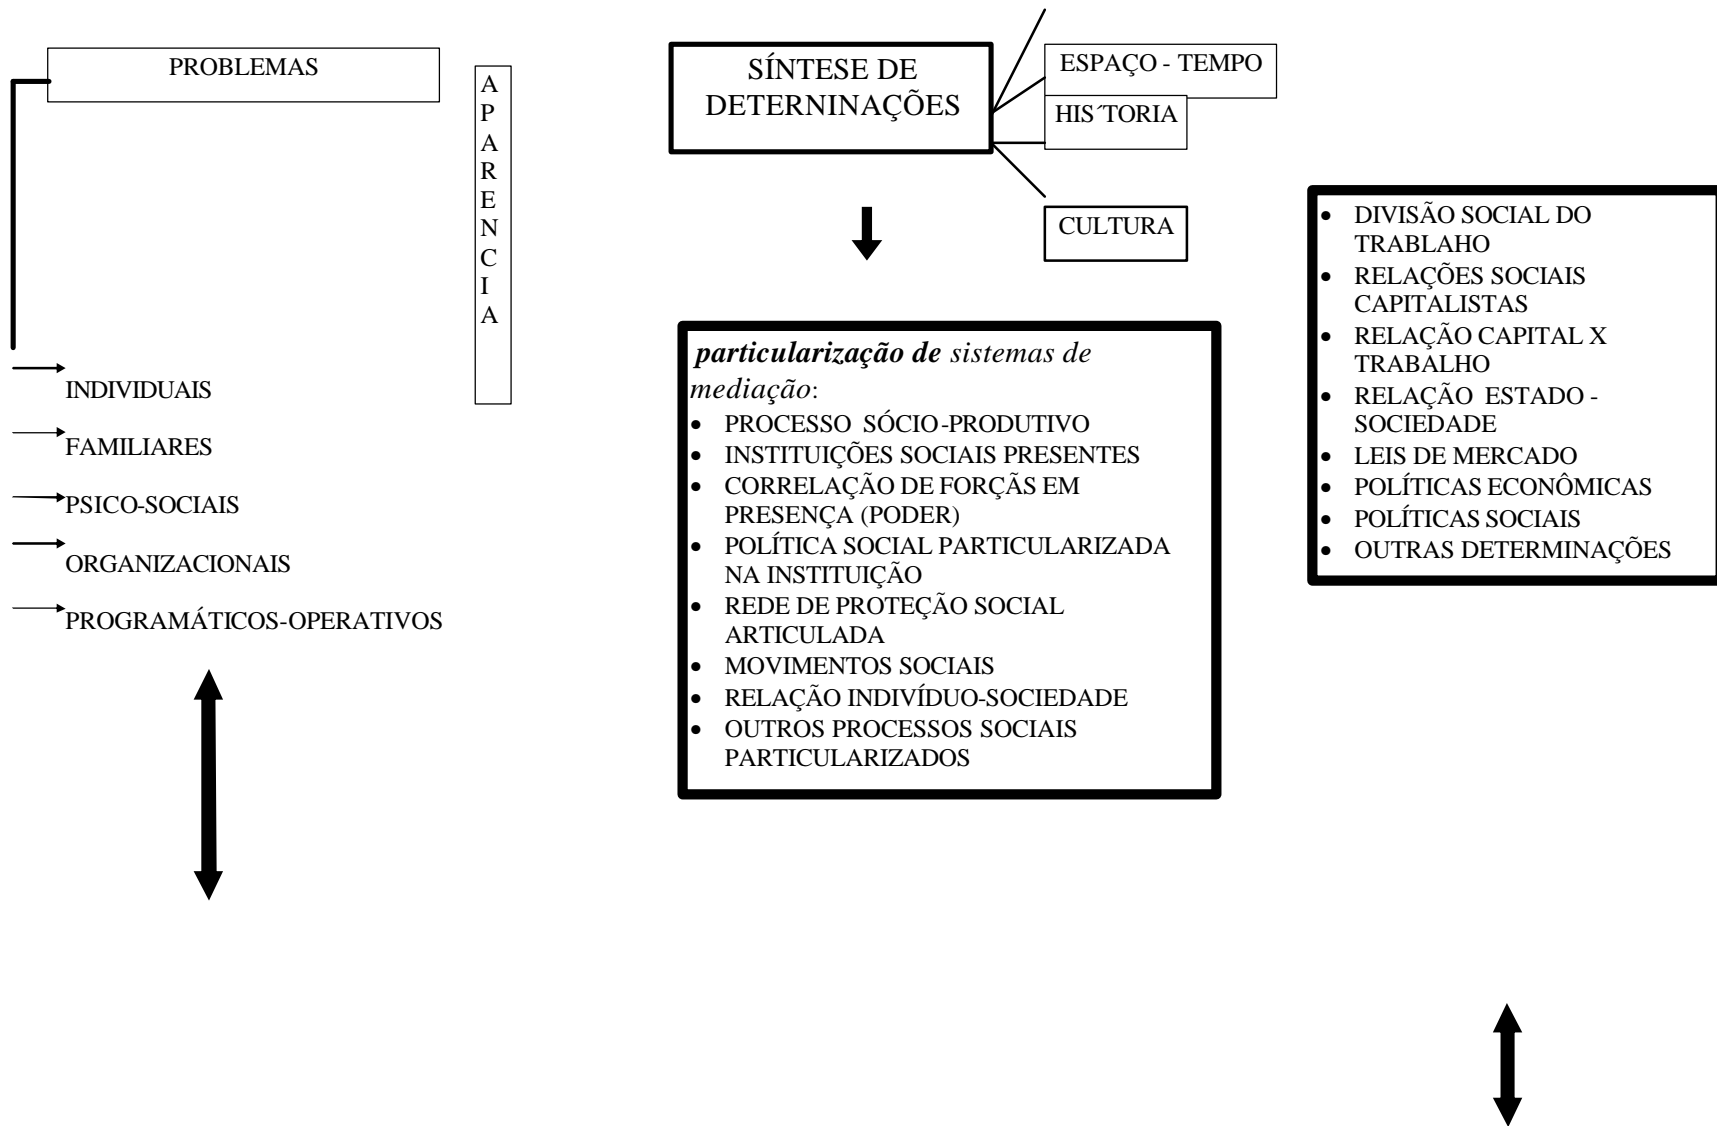 PROBLEMAS
INDIVIDUAIS
FAMILIARES
PSICO-SOCIAIS
ORGANIZACIONAIS
PROGRAMÁTICOS-OPERATIVOS
A
P
A
R
E
N
C
I
A
SÍNTESE DE
DETERNINAÇÕES
ESPAÇO - TEMPO
HIS´TORIA
CULTURA
particularização de sistemas de
mediação:
• PROCESSO SÓCIO-PRODUTIVO
• INSTITUIÇÕES SOCIAIS PRESENTES
• CORRELAÇÃO DE FORÇÃS EM
PRESENÇA (PODER)
• POLÍTICA SOCIAL PARTICULARIZADA
NA INSTITUIÇÃO
• REDE DE PROTEÇÃO SOCIAL
ARTICULADA
• MOVIMENTOS SOCIAIS
• RELAÇÃO INDIVÍDUO-SOCIEDADE
• OUTROS PROCESSOS SOCIAIS
PARTICULARIZADOS
• DIVISÃO SOCIAL DO
TRABLAHO
• RELAÇÕES SOCIAIS
CAPITALISTAS
• RELAÇÃO CAPITAL X
TRABALHO
• RELAÇÃO ESTADO -
SOCIEDADE
• LEIS DE MERCADO
• POLÍTICAS ECONÔMICAS
• POLÍTICAS SOCIAIS
• OUTRAS DETERMINAÇÕES